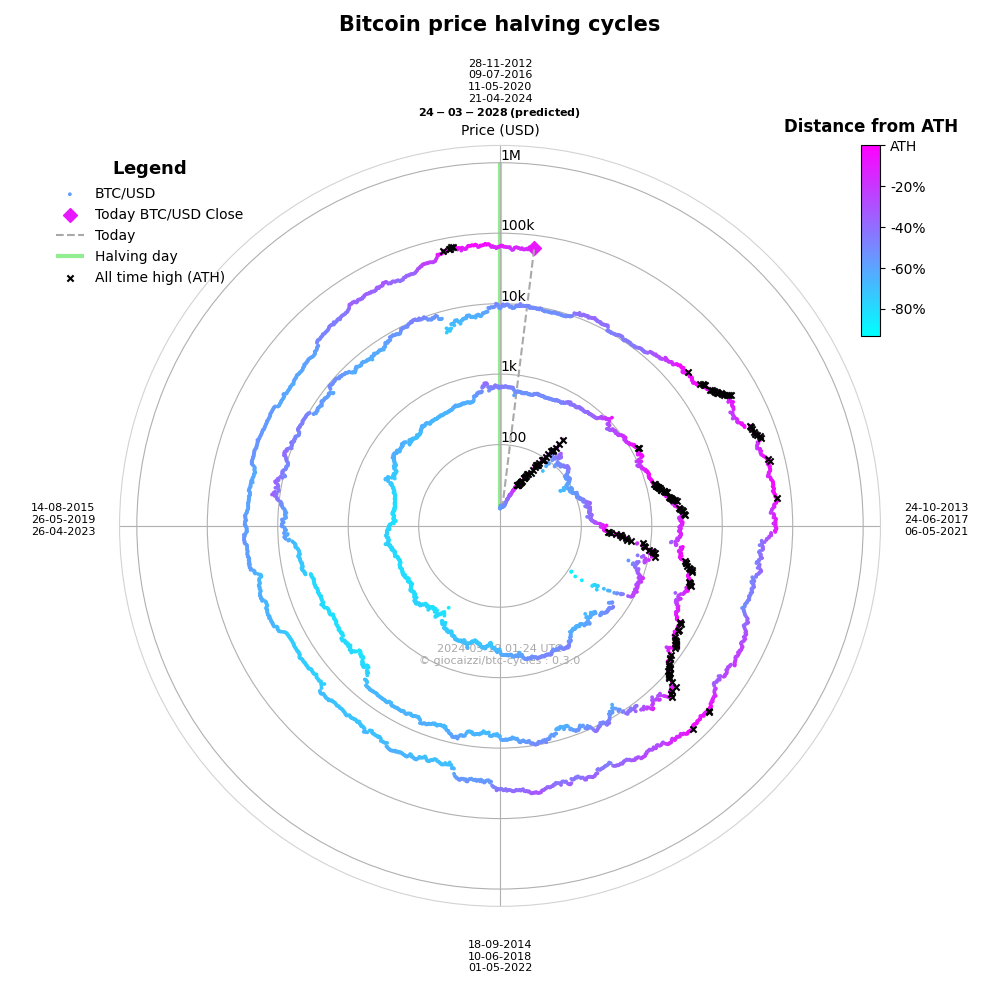 Bitcoin price halving cycles
28-11-2012
09-07-2016
11-05-2020
21-04-2024
24-03-2028 (predicted)
Price (USD)
Distance from ATH
ATH
-20%
-40%
-60%
-80%
Legend
BTC/USD
Today BTC/USD Close
Today
Halving day
All time high (ATH)
1M
100k
10k
1k
100
14-08-2015
26-05-2019
26-04-2023
24-10-2013
24-06-2017
06-05-2021
01:24 UTC
© giocaizzi/btc-cycles : 0.3.0
18-09-2014
10-06-2018
01-05-2022